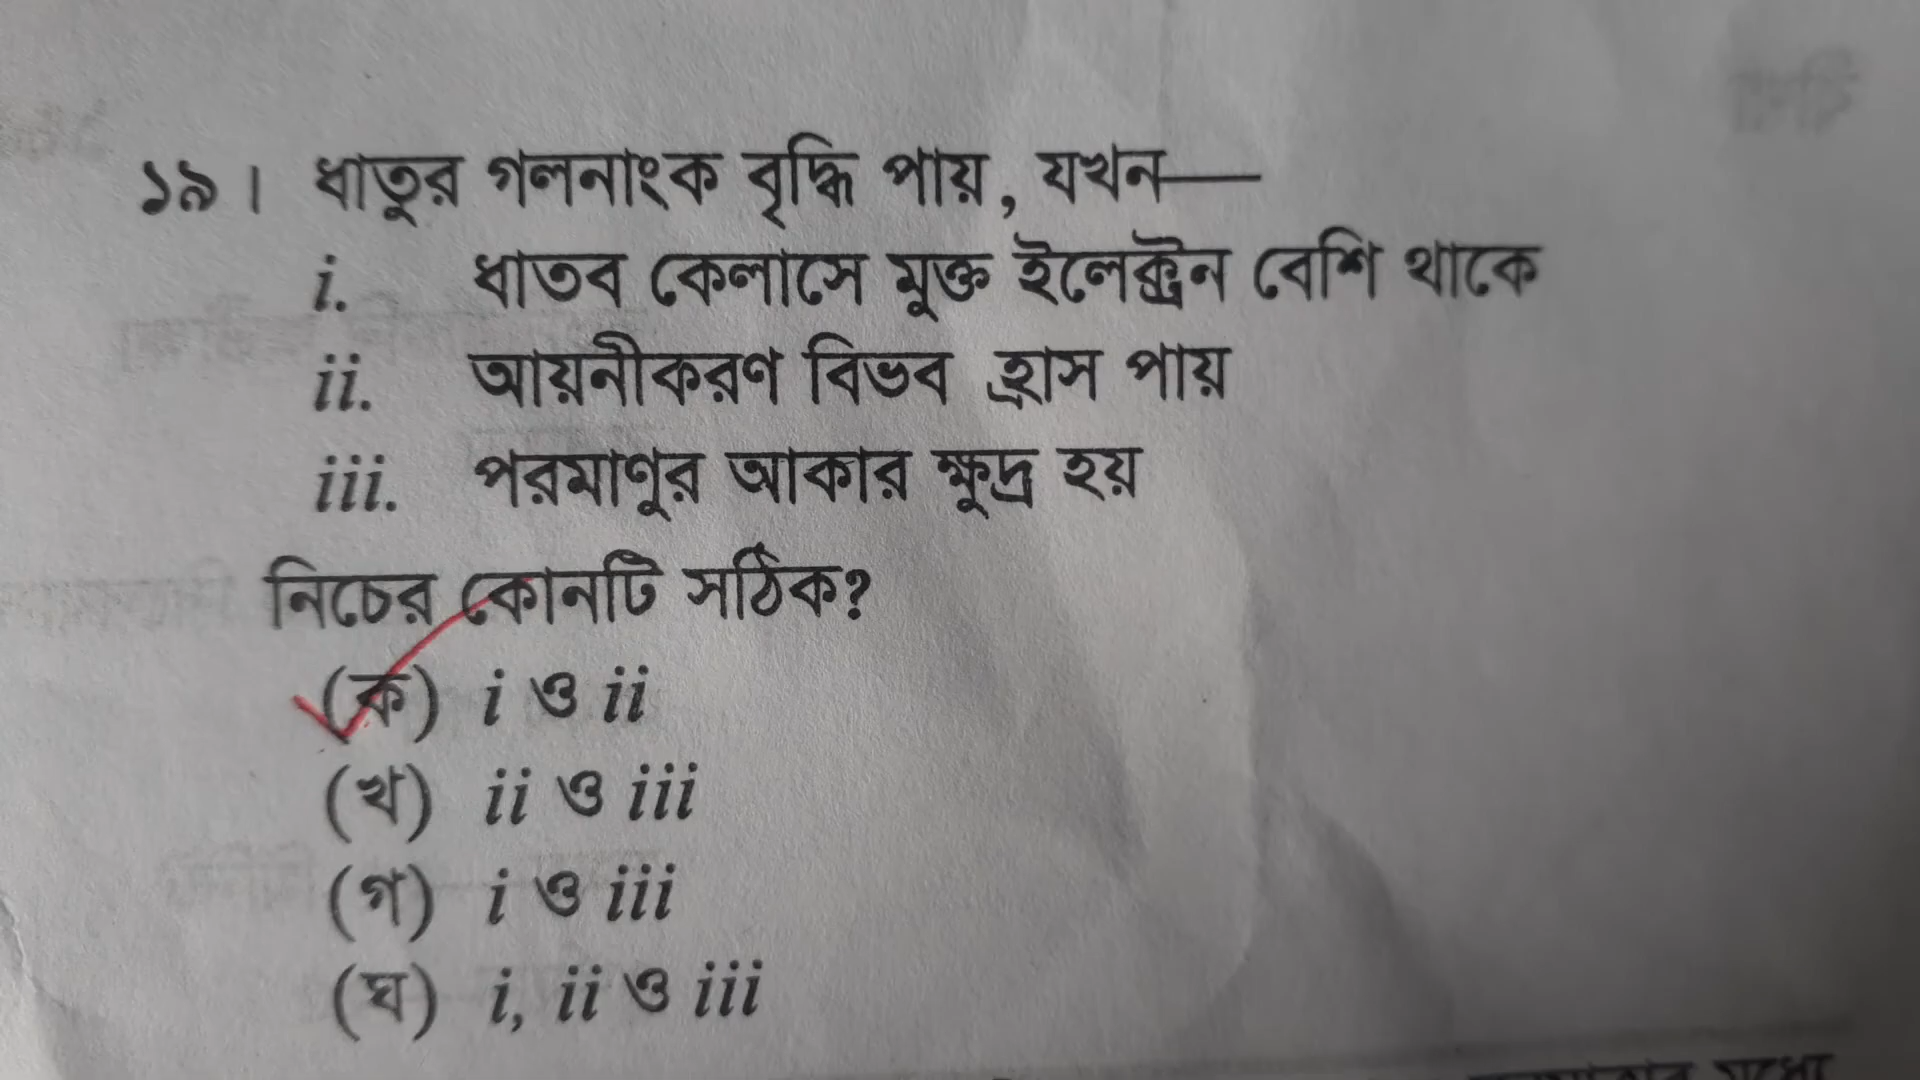 ১৯। ধাতুর গলনাংক বৃদ্ধি পায়, যখন—
i. ধাতব কেলাসে মুক্ত ইলেক্ট্রন বেশি থাকে
ii. আয়নীকরণ বিভব হ্রাস পায়
iii. পরমাণুর আকার ক্ষুদ্র হয়
নিচের কোনটি সঠিক?
(ক) i ও ii
(খ) ii ও iii
(গ) i ও iii
(ঘ) i, ii ও iii